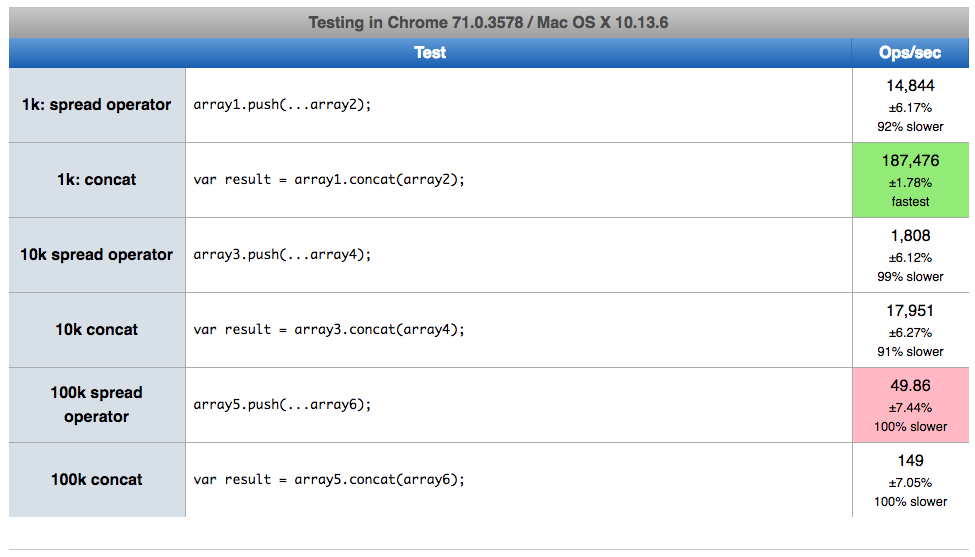 Testing in Chrome 71.0.3578 / Mac OS X 10.13.6
Test Ops/sec
1k: spread operator array1.push(...array2); 14,844
±6.17%
92% slower
1k: concat var result = array1.concat(array2); 187,476
±1.78%
fastest
10k spread operator array3.push(...array4); 1,808
±6.12%
99% slower
10k concat var result = array3.concat(array4); 17,951
±6.27%
91% slower
100k spread
operator array5.push(...array6); 49.86
±7.44%
100% slower
100k concat var result = array5.concat(array6); 149
±7.05%
100% slower